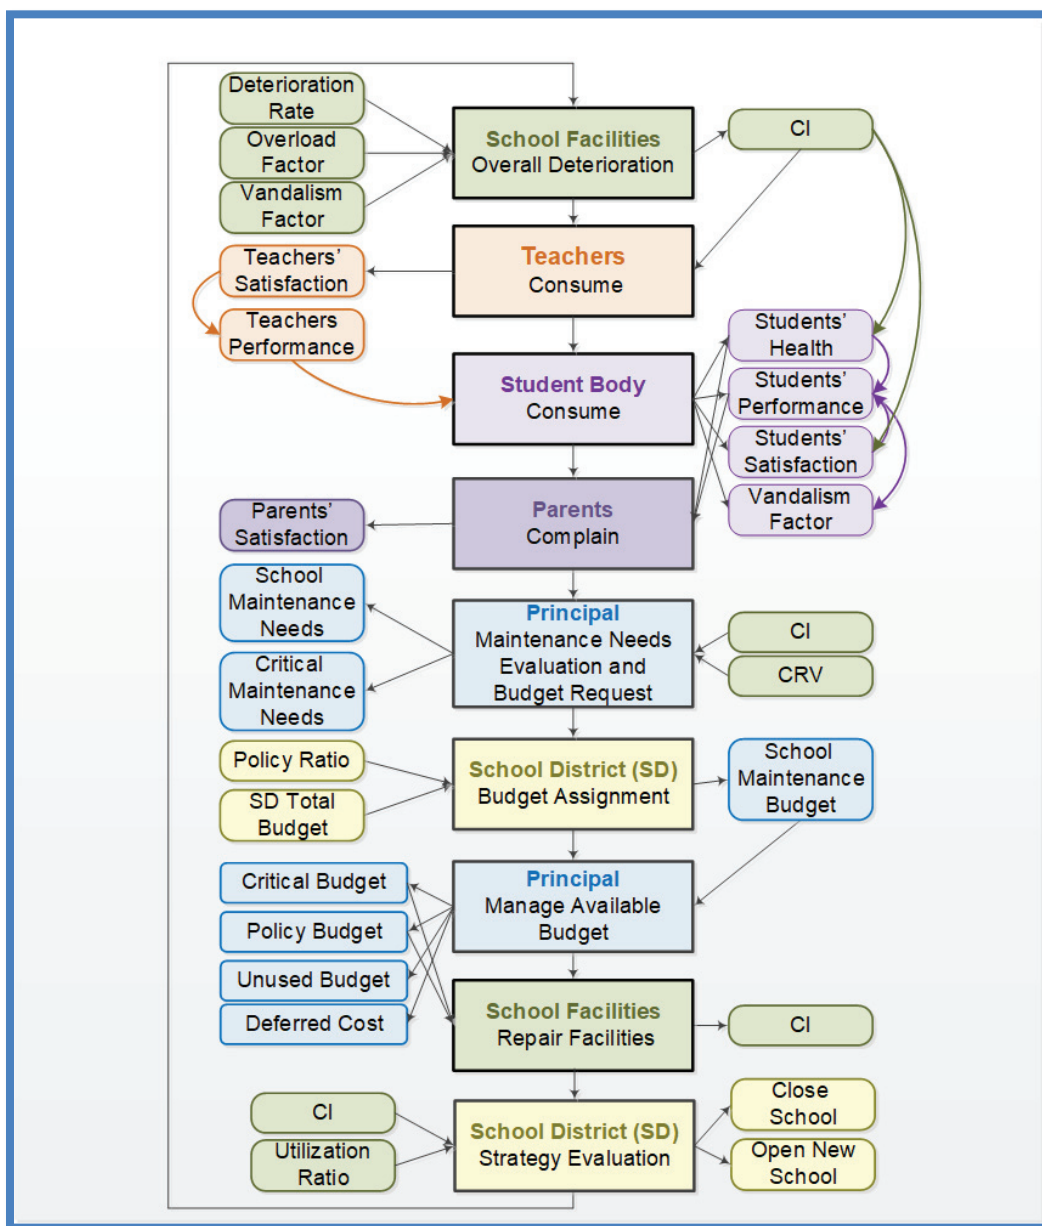 Deterioration
Rate
Overload
Factor
Vandalism
Factor
School Facilities
Overall Deterioration
CI
Teachers'
Satisfaction
Teachers
Performance
Teachers
Consume
Student Body
Consume
Students'
Health
Students'
Performance
Students'
Satisfaction
Vandalism
Factor
Parents'
Satisfaction
Parents
Complain
School
Maintenance
Needs
Critical
Maintenance
Needs
Principal
Maintenance Needs
Evaluation and
Budget Request
CI
CRV
Policy Ratio
SD Total
Budget
School District (SD)
Budget Assignment
School
Maintenance
Budget
Critical Budget
Policy Budget
Unused Budget
Deferred Cost
Principal
Manage Available
Budget
School Facilities
Repair Facilities
CI
CI
Utilization
Ratio
School District (SD)
Strategy Evaluation
Close
School
Open New
School